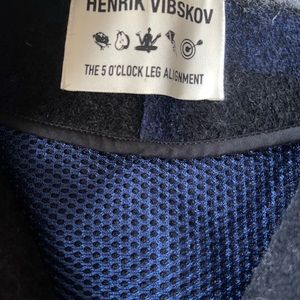 HENRIK VIBSKOV
THE 5 O'CLOCK LEG ALIGNMENT